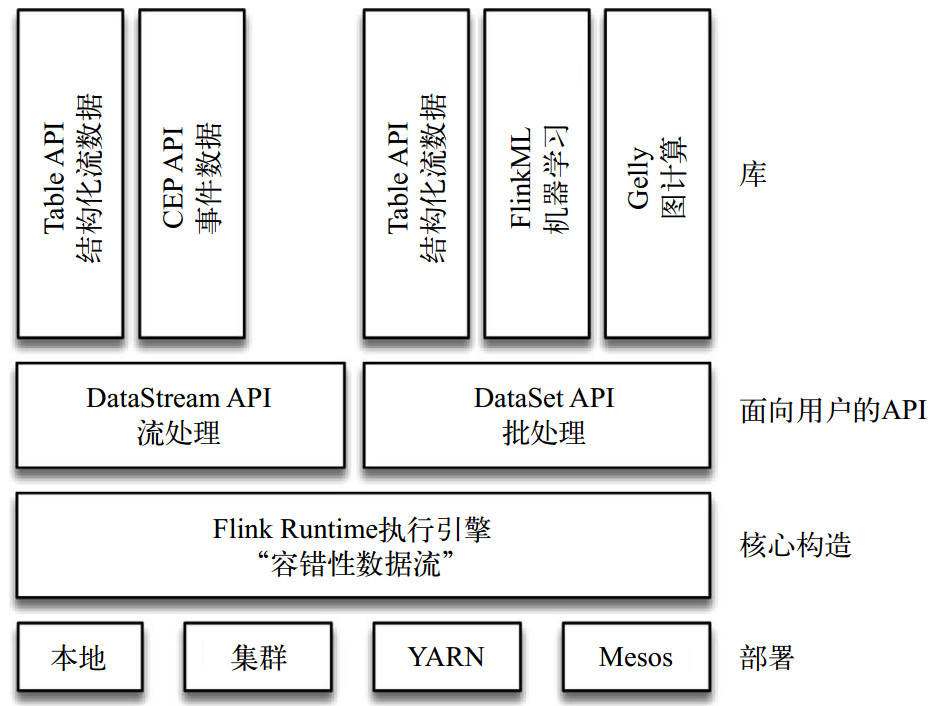 Table API
结构化流数据
CEP API
事件数据
Table API
结构化流数据
FlinkML
机器学习
Gelly
图计算
库
DataStream API
流处理
DataSet API
批处理
面向用户的API
Flink Runtime执行引擎
“容错性数据流”
核心构造
本地
集群
YARN
Mesos
部署